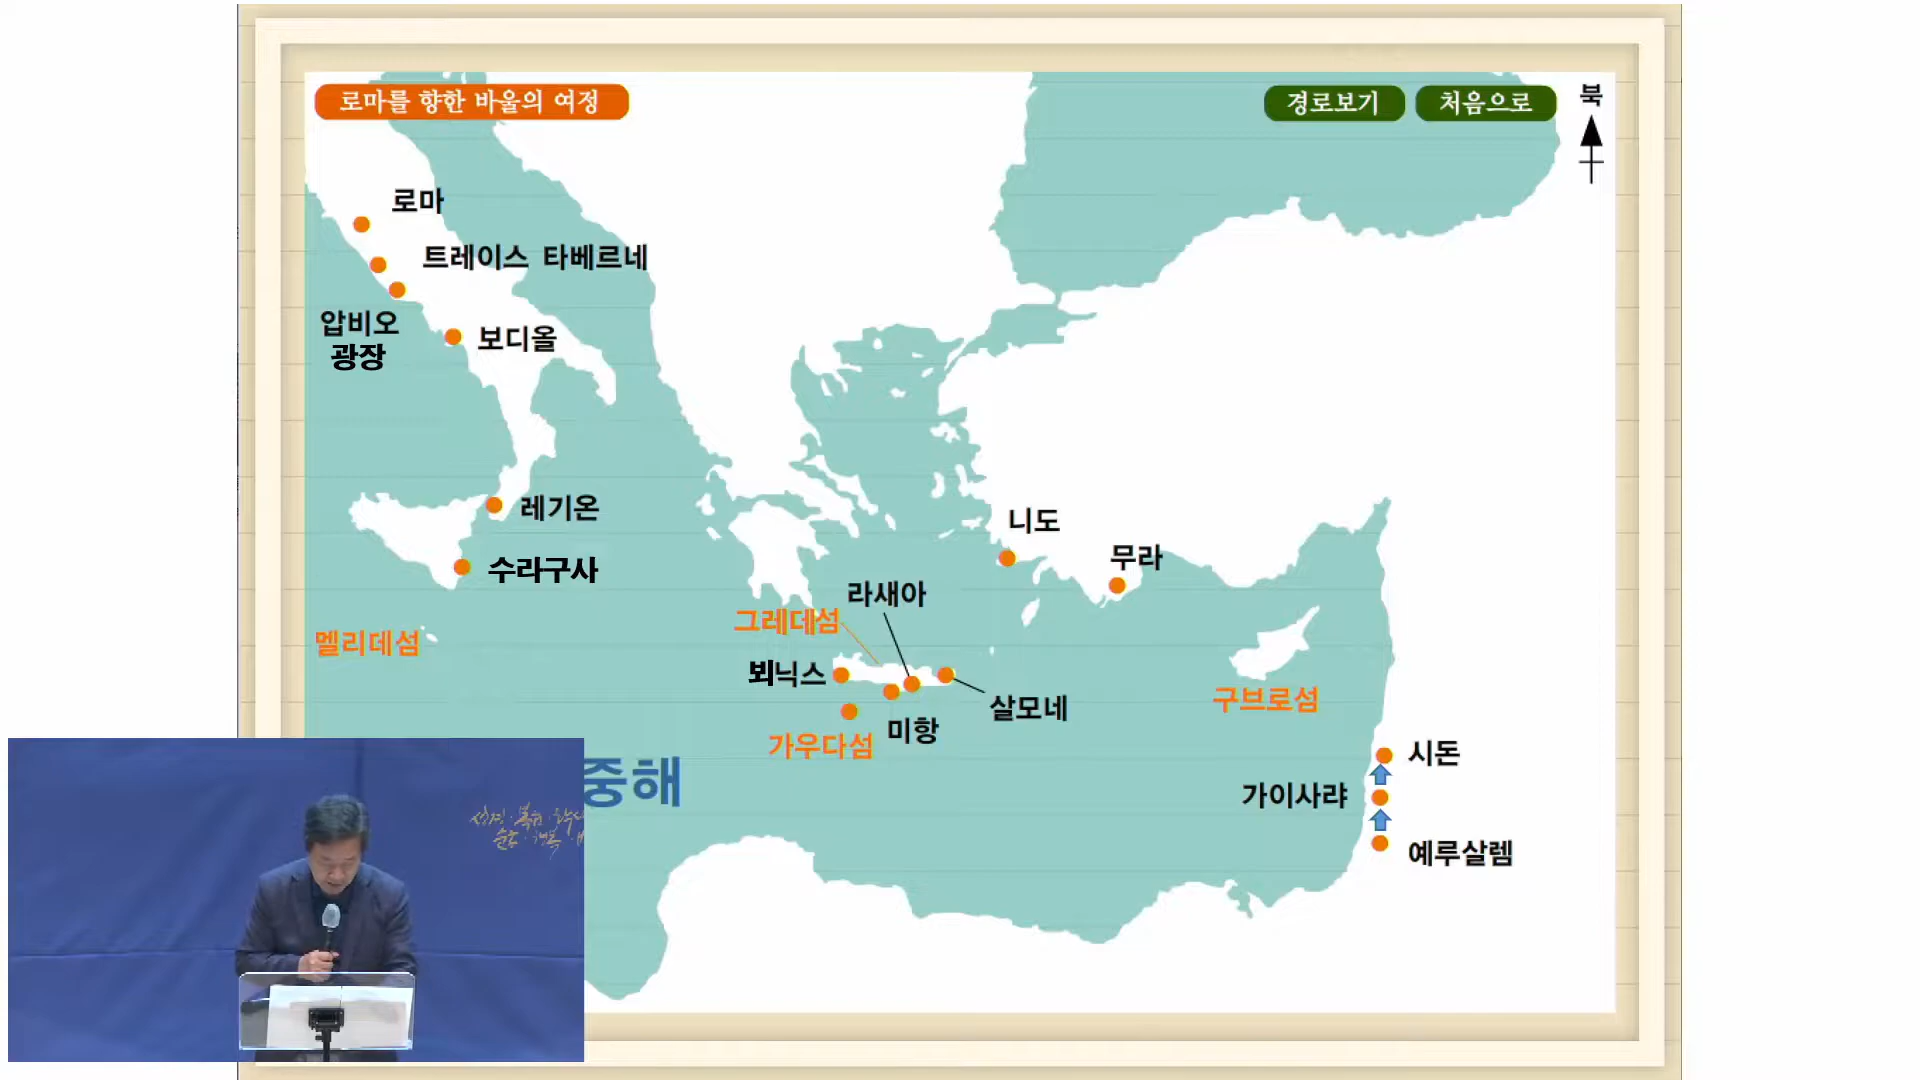 로마를 향한 바울의 여정
경로보기
처음으로
북
로마
트레이스 타베르네
압비오
광장
보디올
레기온
수라구사
멜리데섬
니도
무라
라새아
그레데섬
뵈닉스
살모네
미항
가우다섬
구브로섬
중해
시돈
가이사랴
예루살렘